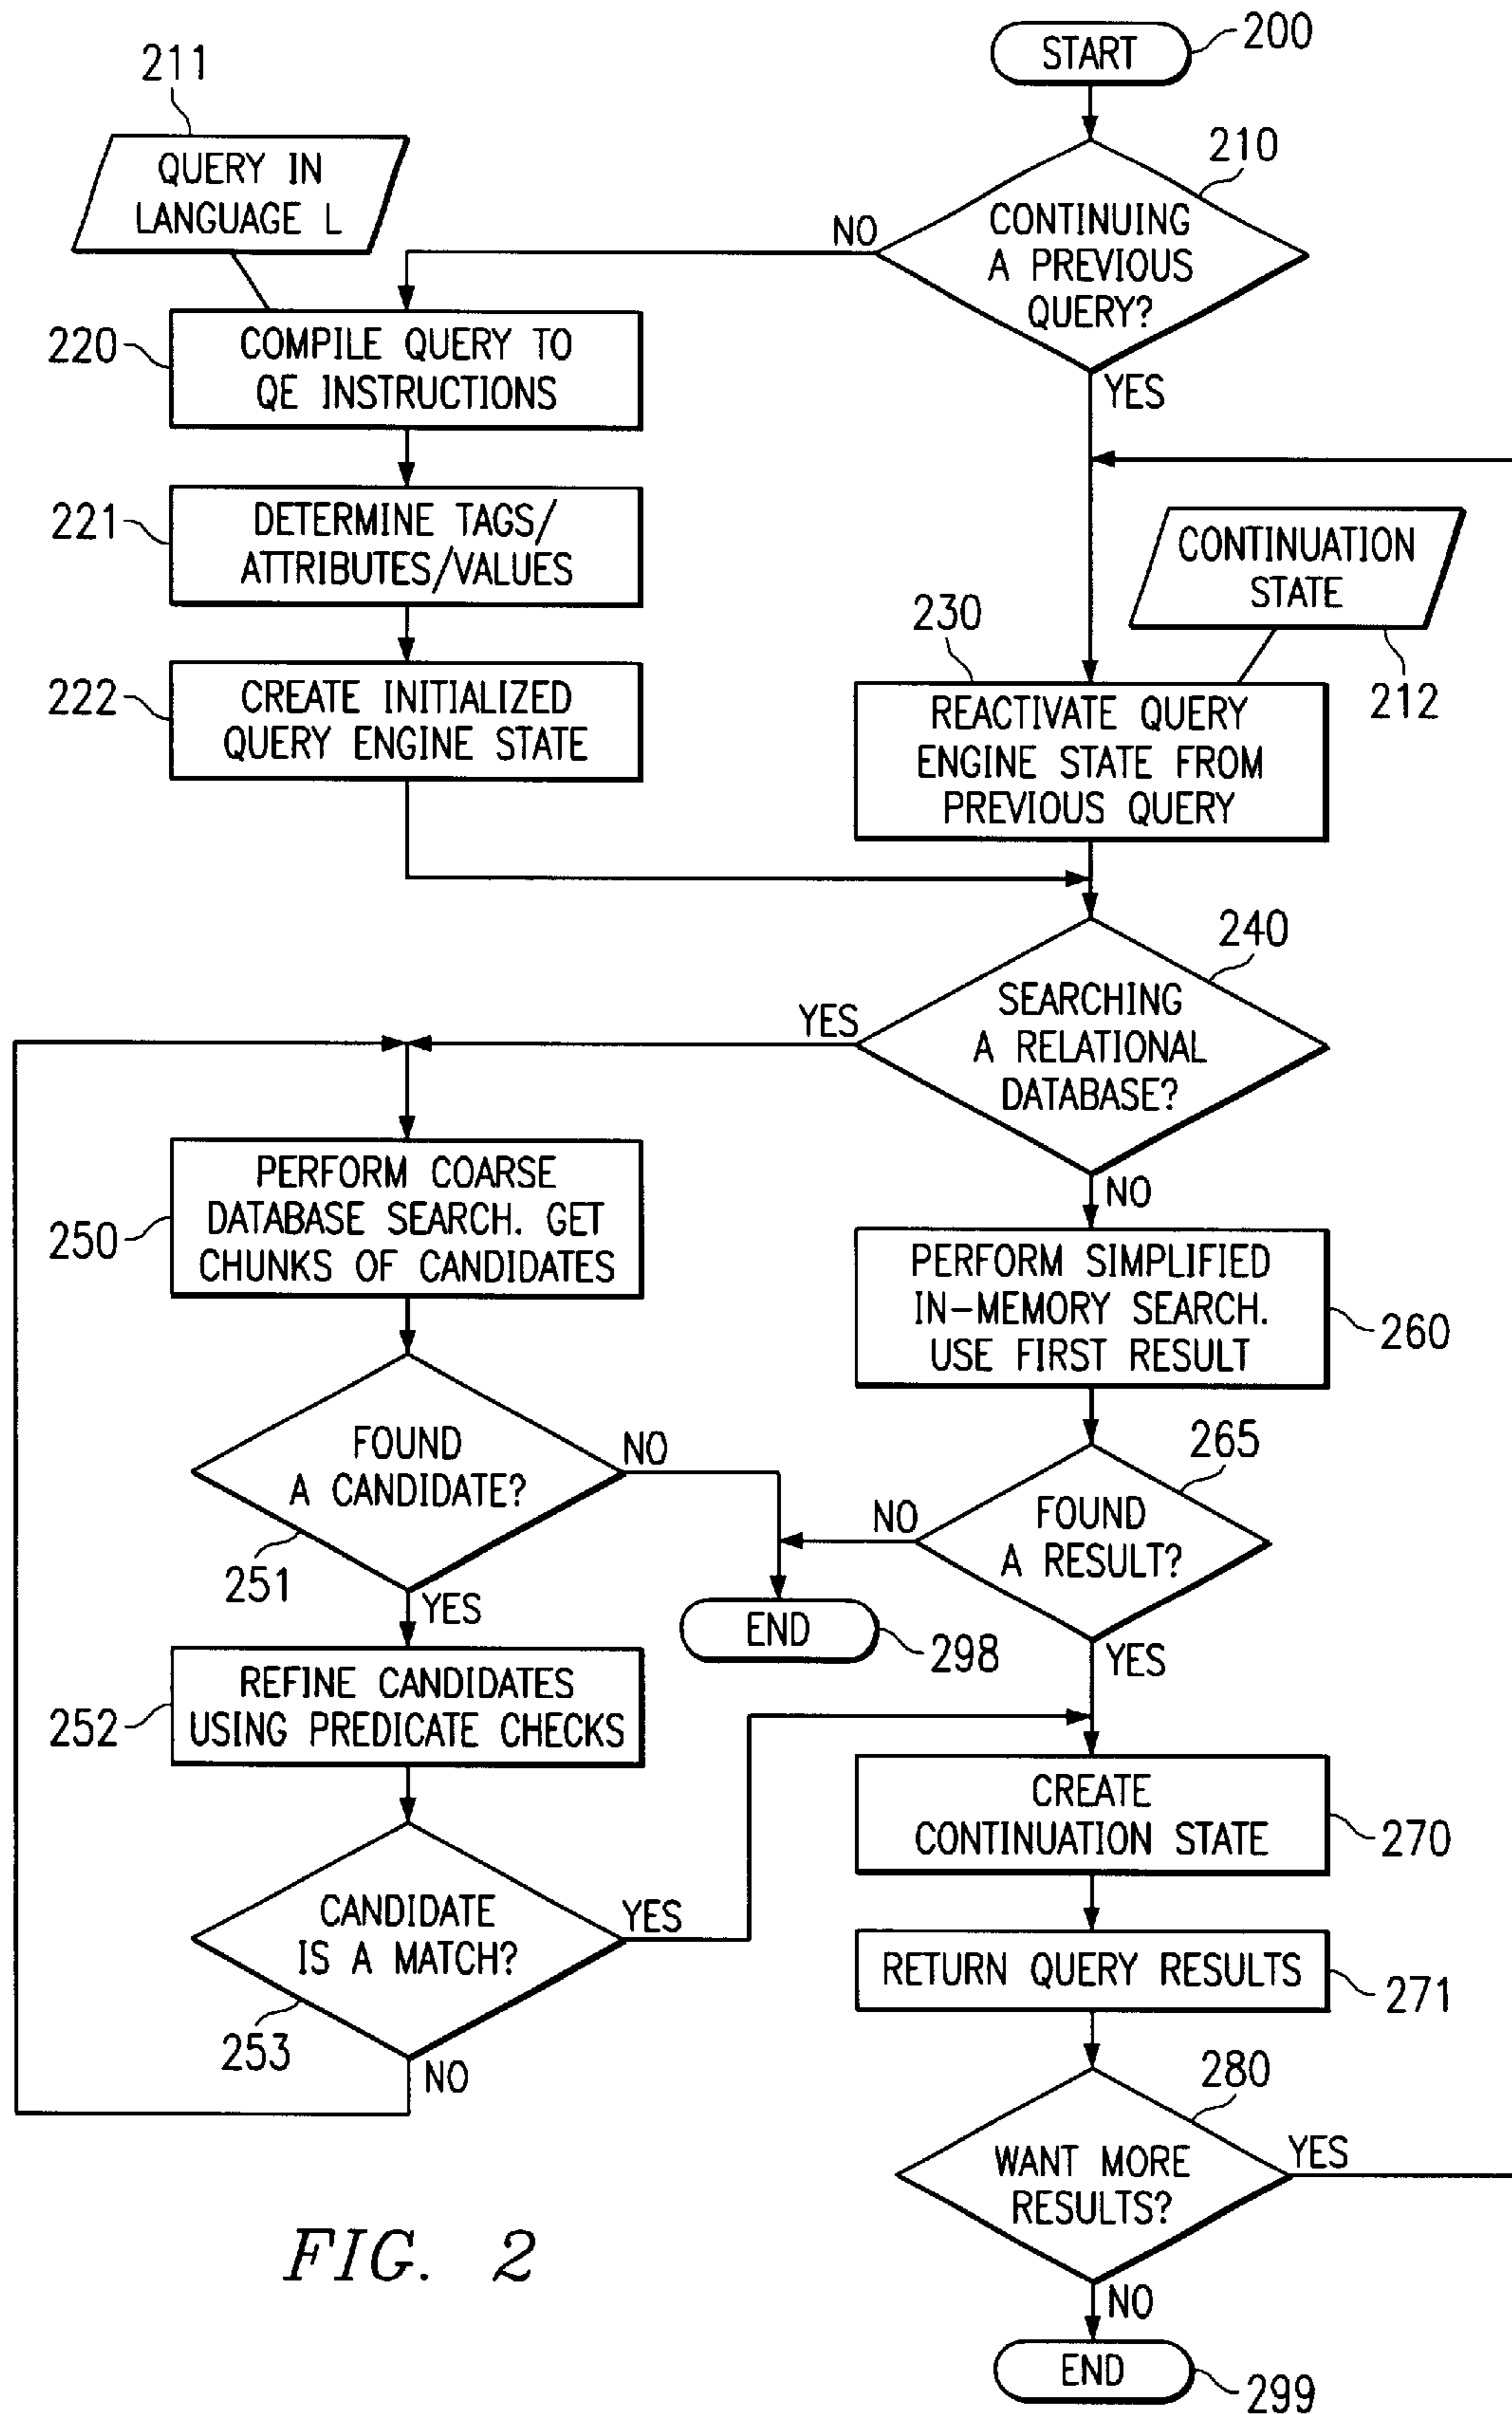 START
200
211
QUERY IN
LANGUAGE L
210
CONTINUING
A PREVIOUS
QUERY?
NO
YES
220
COMPILE QUERY TO
QE INSTRUCTIONS
221
DETERMINE TAGS/
ATTRIBUTES/VALUES
222
CREATE INITIALIZED
QUERY ENGINE STATE
CONTINUATION
STATE
212
230
REACTIVATE QUERY
ENGINE STATE FROM
PREVIOUS QUERY
240
SEARCHING
A RELATIONAL
DATABASE?
YES
NO
250
PERFORM COARSE
DATABASE SEARCH. GET
CHUNKS OF CANDIDATES
PERFORM SIMPLIFIED
IN-MEMORY SEARCH.
USE FIRST RESULT
260
FOUND
A CANDIDATE?
NO
251
YES
265
FOUND
A RESULT?
NO
YES
END
298
252
REFINE CANDIDATES
USING PREDICATE CHECKS
CREATE
CONTINUATION STATE
270
CANDIDATE
IS A MATCH?
YES
253
NO
RETURN QUERY RESULTS
271
280
WANT MORE
RESULTS?
YES
NO
END
299
FIG. 2